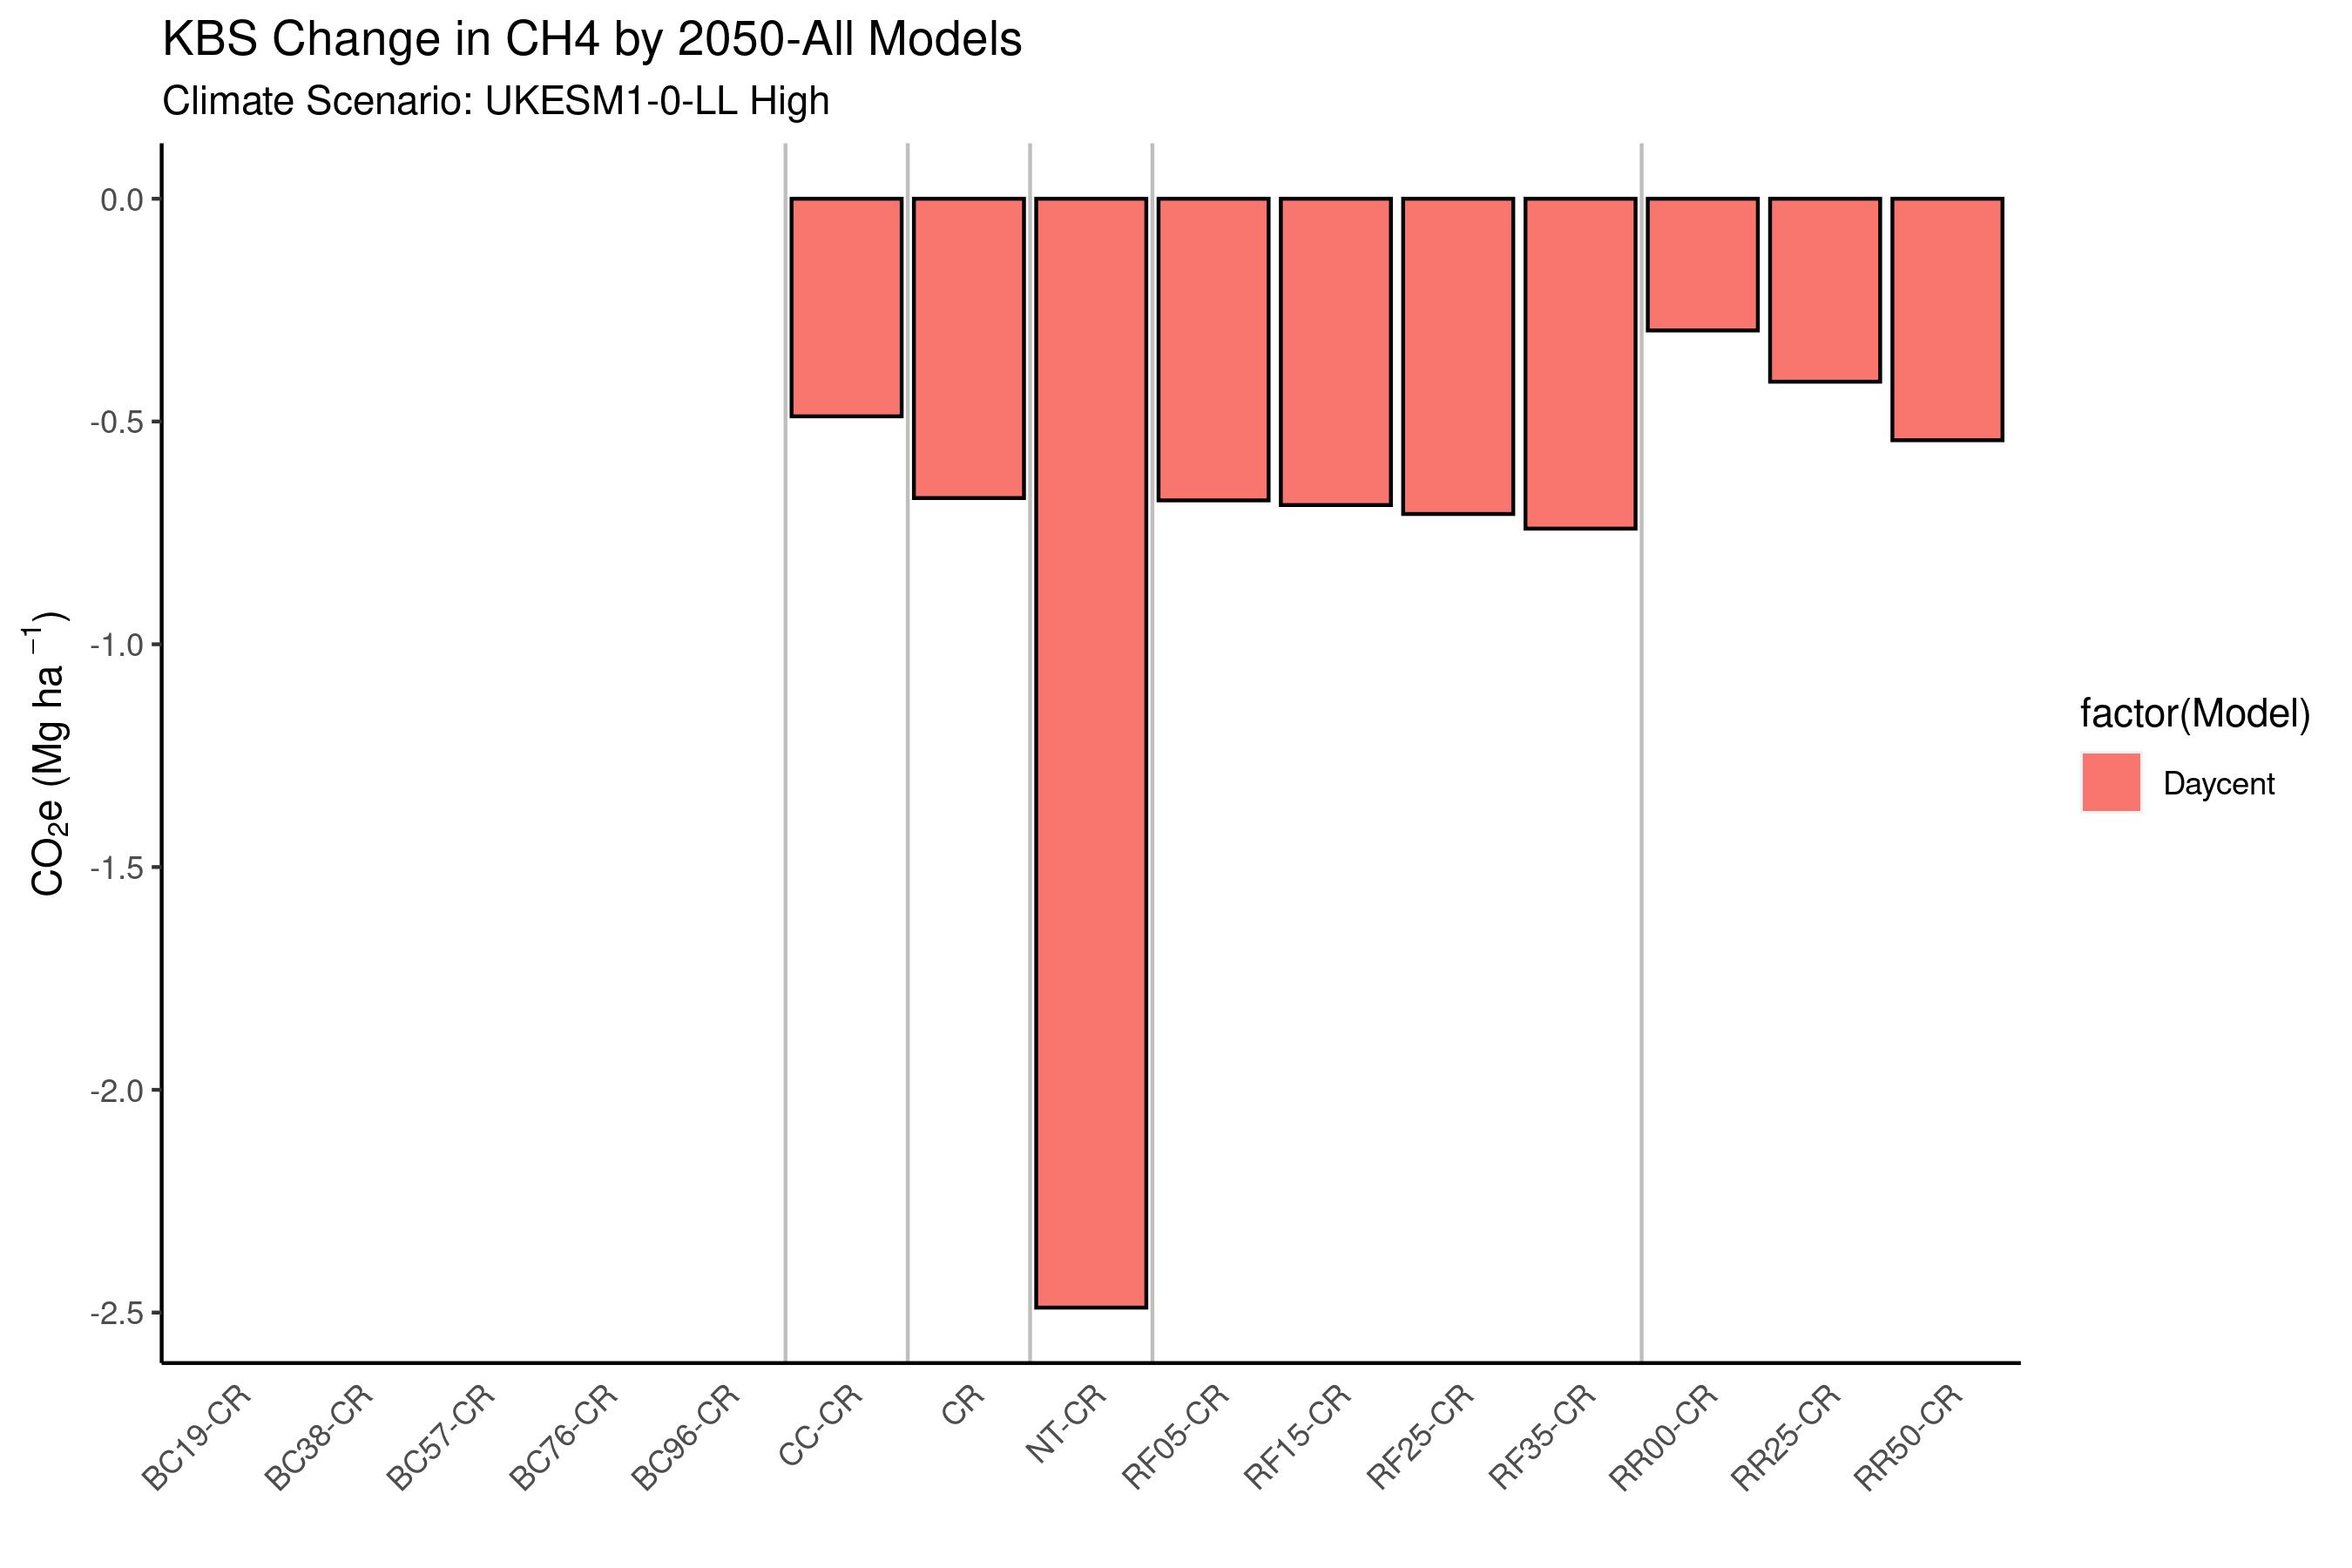 KBS Change in CH4 by 2050-All Models
Climate Scenario: UKESM1-0-LL High
CO₂e (Mg ha ⁻¹)
0.0
-0.5
-1.0
-1.5
-2.0
-2.5
BC19-CR
BC38-CR
BC57-CR
BC76-CR
BC96-CR
CC-CR
CR
NT-CR
RF05-CR
RF15-CR
RF25-CR
RF35-CR
RR00-CR
RR25-CR
RR50-CR
factor(Model)
Daycent